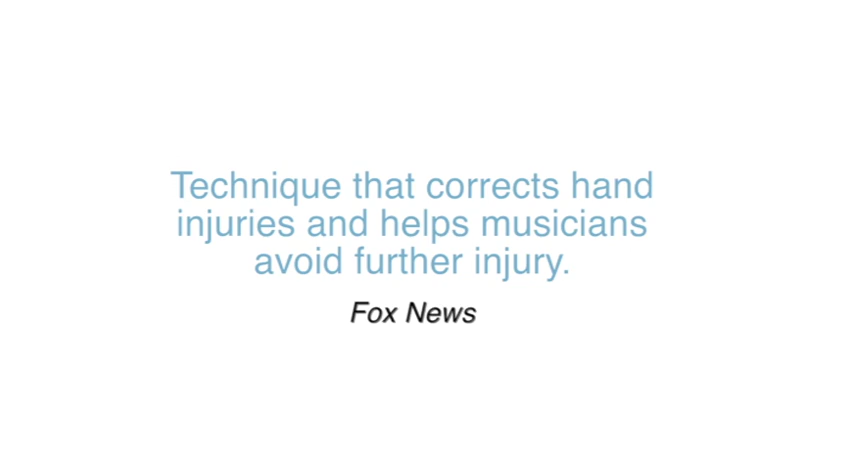 Technique that corrects hand
injuries and helps musicians
avoid further injury.
Fox News